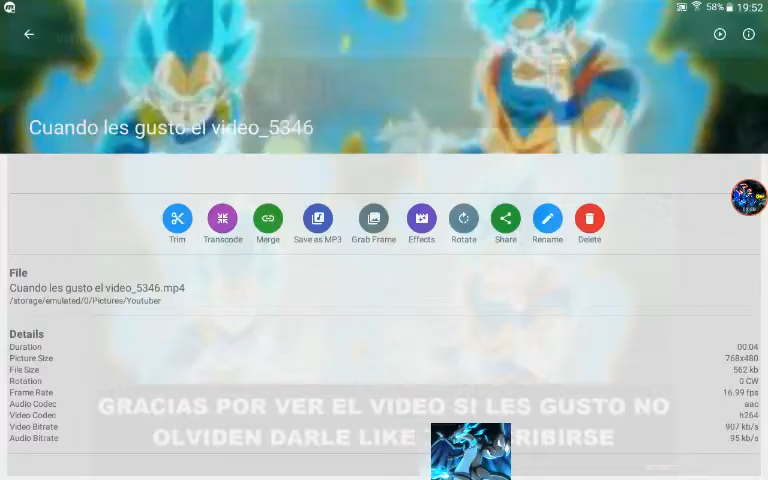 58% 19:52
Cuando les gusto el video_5346
Trim Transcode Merge Save as MP3 Grab Frame Effects Rotate Share Rename Delete
File
Cuando les gusto el video_5346.mp4
/storage/emulated/0/Pictures/Youtuber
Details
Duration 00:04
Picture Size 768x480
File Size 562 kb
Rotation 0 CW
Frame Rate 16.99 fps
Audio Codec aac
Video Codec h264
Video Bitrate 907 kb/s
Audio Bitrate 95 kb/s
GRACIAS POR VER EL VIDEO SI LES GUSTO NO
OLVIDEN DARLE LIKE RIBIRSE